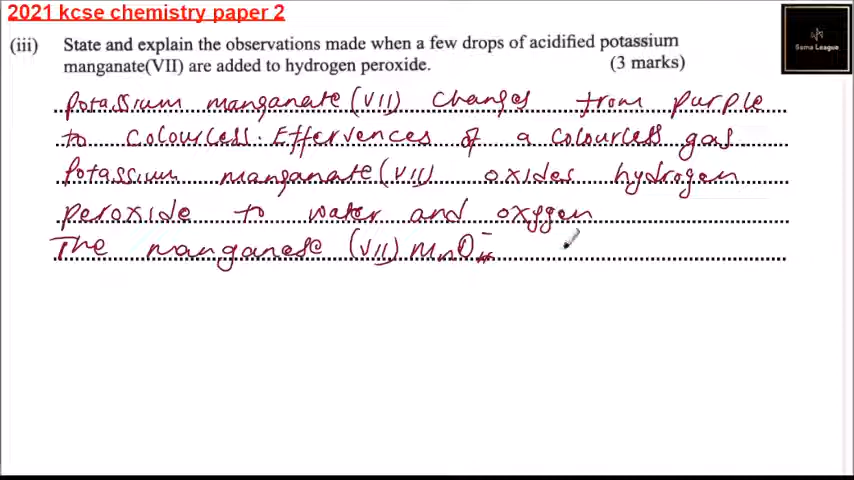 2021 kcse chemistry paper 2
(iii) State and explain the observations made when a few drops of acidified potassium
manganate(VII) are added to hydrogen peroxide. (3 marks)
Gama League
potassium manganate (VII) changes from purple
to colourless. Effervences of a colourless gas
potassium manganate (VII) oxides hydrogen
peroxide to water and oxygen
The manganese (VII) MnO₄⁻